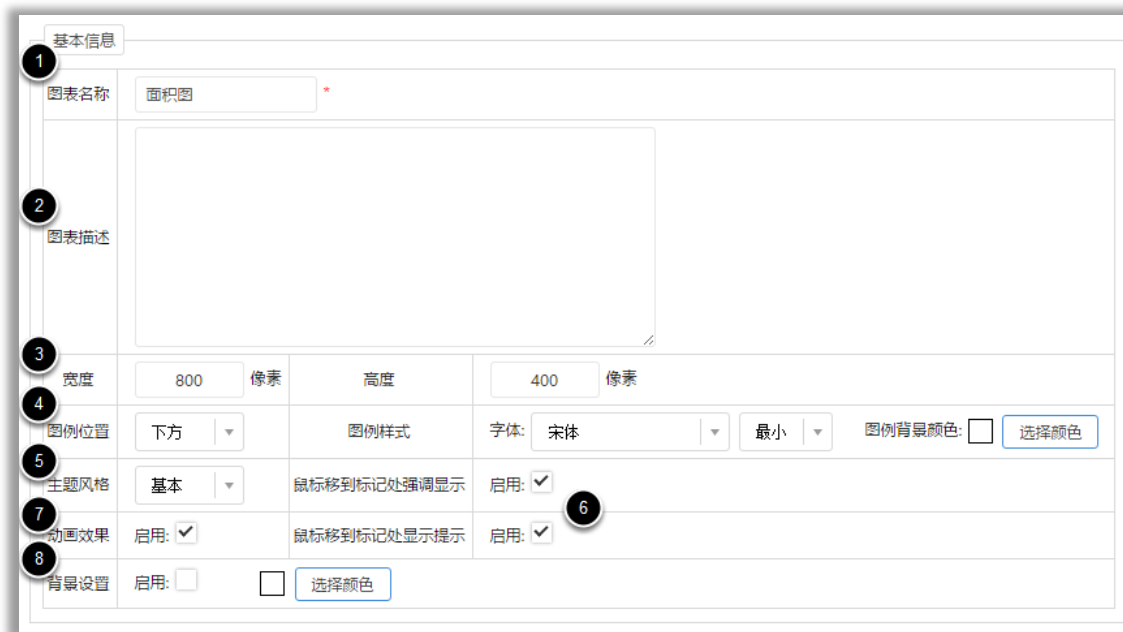 基本信息
1
图表名称 面积图 *
2
图表描述
3
宽度 800 像素 高度 400 像素
4
图例位置 下方 图例样式 字体: 宋体 最小 图例背景颜色: 选择颜色
5
主题风格 基本 鼠标移到标记处强调显示 启用:
6
7
动画效果 启用: 鼠标移到标记处显示提示 启用:
8
背景设置 启用: 选择颜色